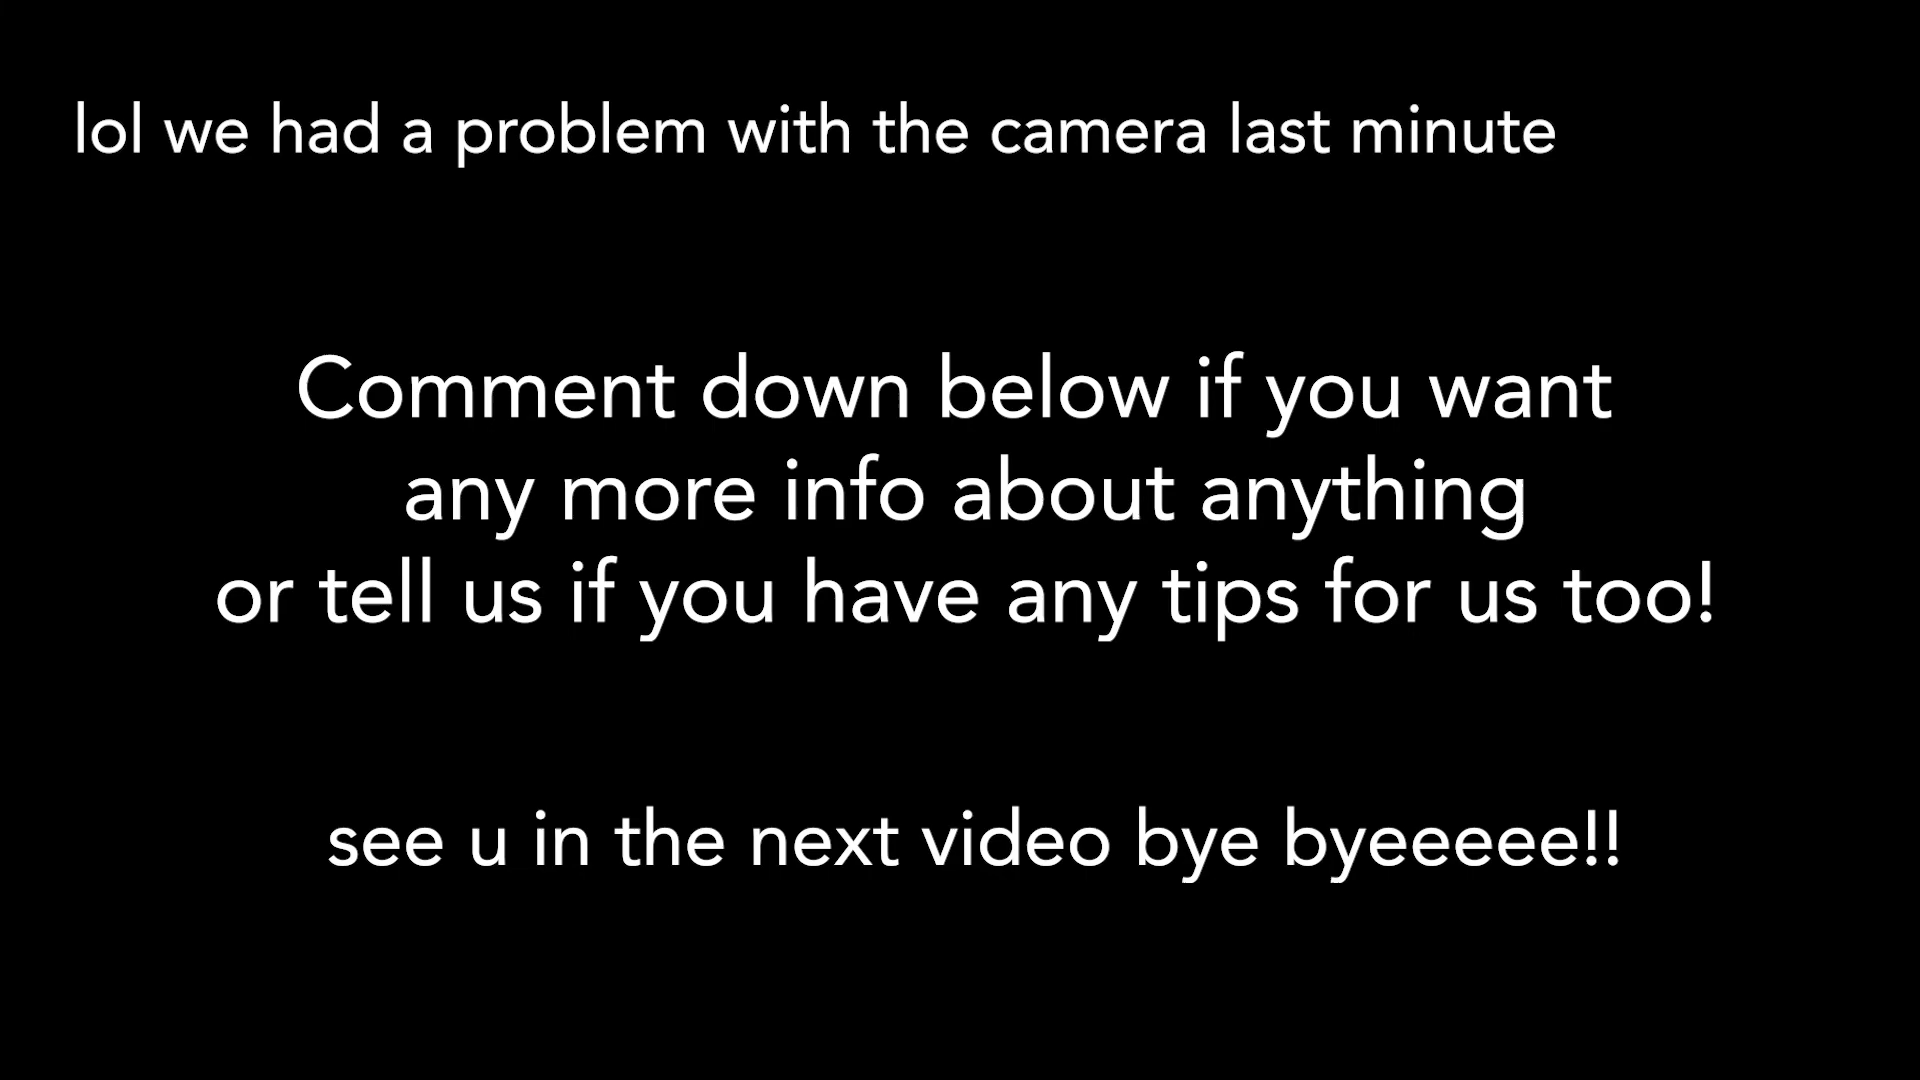 lol we had a problem with the camera last minute
Comment down below if you want
any more info about anything
or tell us if you have any tips for us too!
see u in the next video bye byeeeee!!